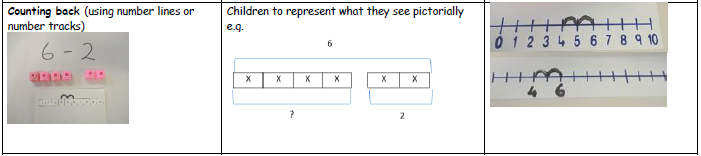 Counting back (using number lines or
number tracks)
6 - 2
Children to represent what they see pictorially
e.g.
6
X X X X X X
? 2
0 1 2 3 4 5 6 7 8 9 10
4 6